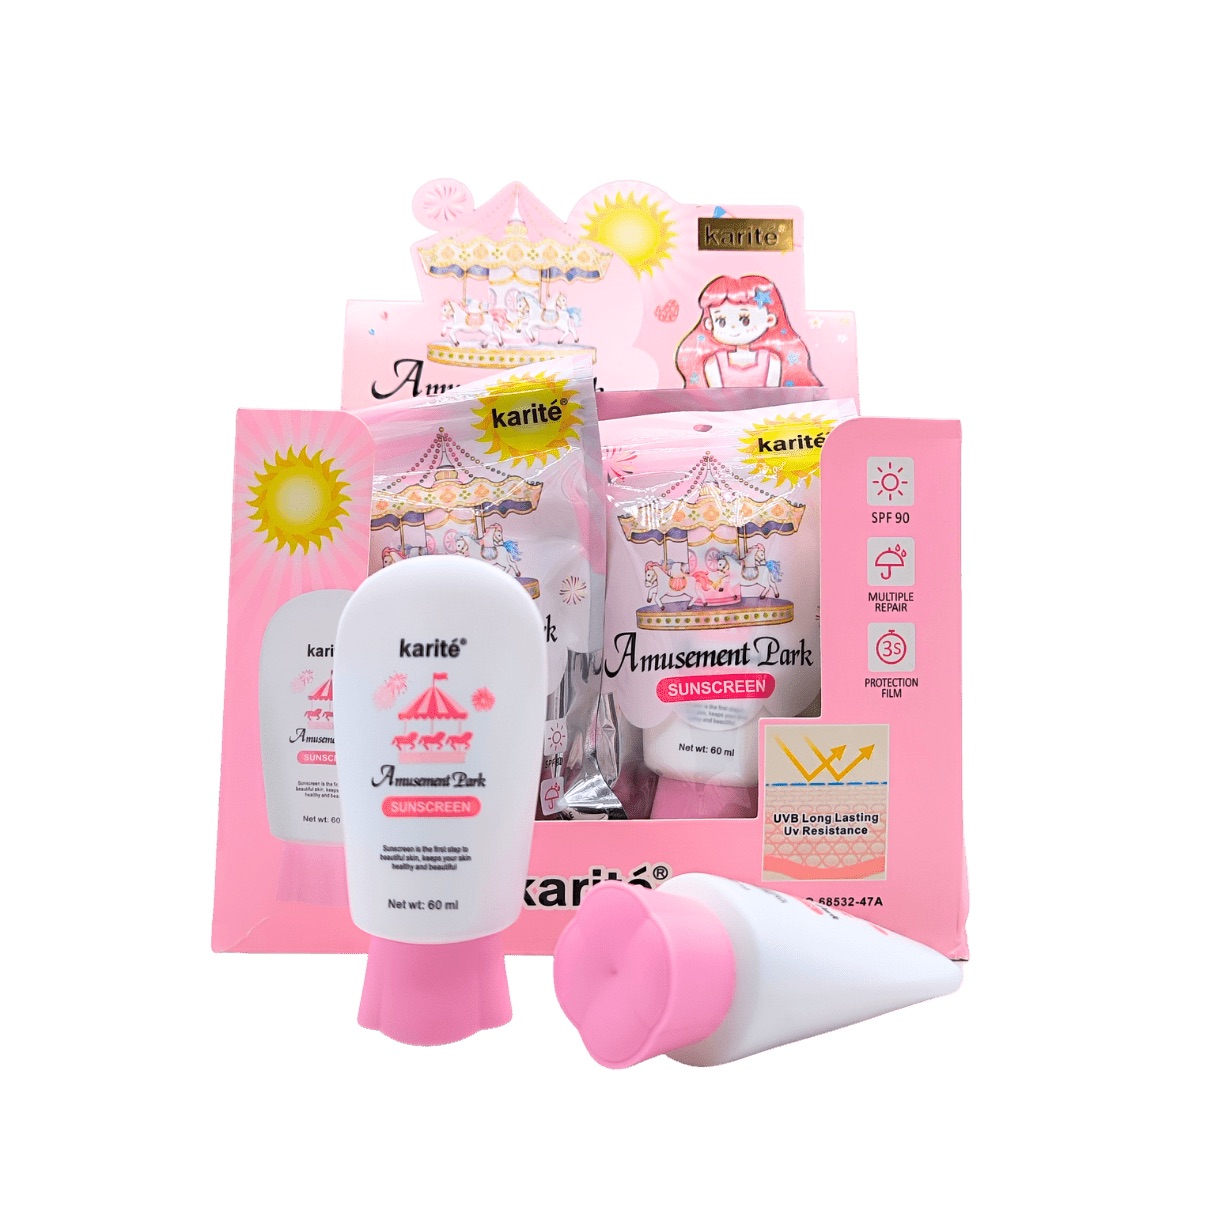 karité®
karité®
karité
Amusement Park
SUNSCREEN
Net wt: 60 ml
SPF 90
MULTIPLE
REPAIR
3S
PROTECTION
FILM
UVB Long Lasting
Uv Resistance
68532-47A
karité®
karité®
Amusement Park
SUNSCREEN
Sunscreen is the first step to
beautiful skin, keeps your skin
healthy and beautiful
Net wt: 60 ml